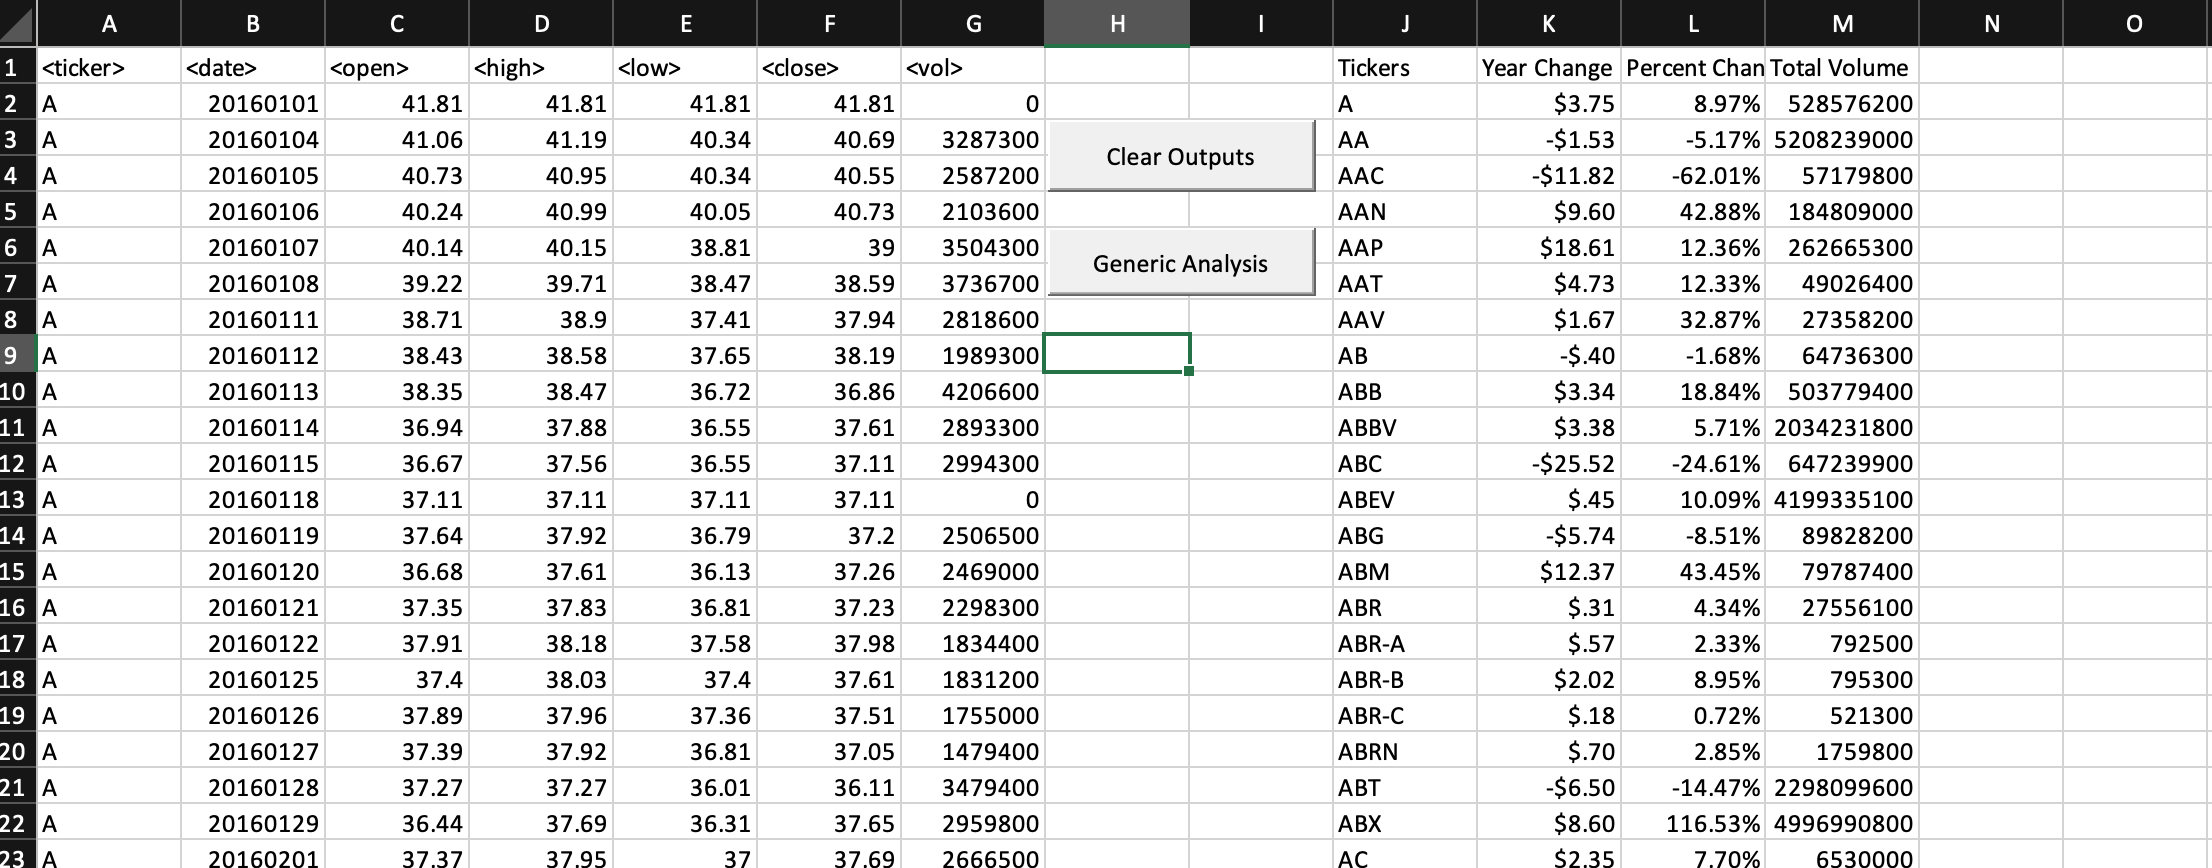 A B C D E F G H I J K L M N O
1 <ticker> <date> <open> <high> <low> <close> <vol> Tickers Year Change Percent Chan Total Volume
2 A 20160101 41.81 41.81 41.81 41.81 0 A $3.75 8.97% 528576200
3 A 20160104 41.06 41.19 40.34 40.69 3287300 AA -$1.53 -5.17% 5208239000
Clear Outputs
4 A 20160105 40.73 40.95 40.34 40.55 2587200 AAC -$11.82 -62.01% 57179800
5 A 20160106 40.24 40.99 40.05 40.73 2103600 AAN $9.60 42.88% 184809000
6 A 20160107 40.14 40.15 38.81 39 3504300 AAP $18.61 12.36% 262665300
Generic Analysis
7 A 20160108 39.22 39.71 38.47 38.59 3736700 AAT $4.73 12.33% 49026400
8 A 20160111 38.71 38.9 37.41 37.94 2818600 AAV $1.67 32.87% 27358200
9 A 20160112 38.43 38.58 37.65 38.19 1989300 AB -$.40 -1.68% 64736300
10 A 20160113 38.35 38.47 36.72 36.86 4206600 ABB $3.34 18.84% 503779400
11 A 20160114 36.94 37.88 36.55 37.61 2893300 ABBV $3.38 5.71% 2034231800
12 A 20160115 36.67 37.56 36.55 37.11 2994300 ABC -$25.52 -24.61% 647239900
13 A 20160118 37.11 37.11 37.11 37.11 0 ABEV $.45 10.09% 4199335100
14 A 20160119 37.64 37.92 36.79 37.2 2506500 ABG -$5.74 -8.51% 89828200
15 A 20160120 36.68 37.61 36.13 37.26 2469000 ABM $12.37 43.45% 79787400
16 A 20160121 37.35 37.83 36.81 37.23 2298300 ABR $.31 4.34% 27556100
17 A 20160122 37.91 38.18 37.58 37.98 1834400 ABR-A $.57 2.33% 792500
18 A 20160125 37.4 38.03 37.4 37.61 1831200 ABR-B $2.02 8.95% 795300
19 A 20160126 37.89 37.96 37.36 37.51 1755000 ABR-C $.18 0.72% 521300
20 A 20160127 37.39 37.92 36.81 37.05 1479400 ABRN $.70 2.85% 1759800
21 A 20160128 37.27 37.27 36.01 36.11 3479400 ABT -$6.50 -14.47% 2298099600
22 A 20160129 36.44 37.69 36.31 37.65 2959800 ABX $8.60 116.53% 4996990800
23 A 20160201 37.37 37.95 37 37.69 2666500 AC $2.35 7.70% 6530000